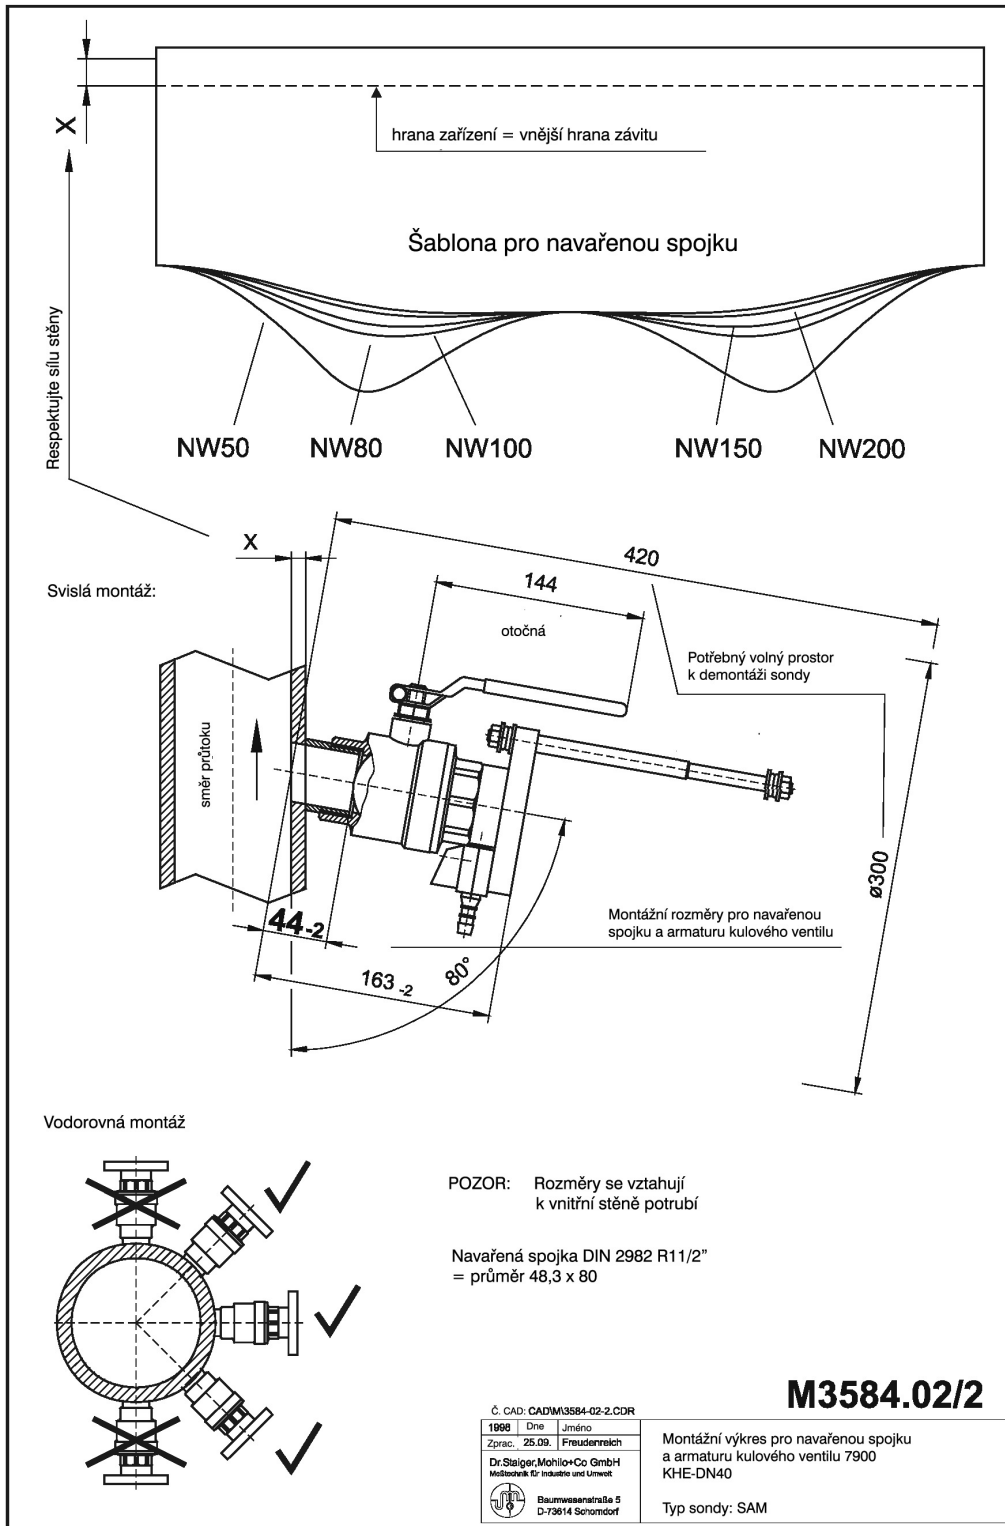 X
hrana zařízení = vnější hrana závitu
Šablona pro navařenou spojku
Respektujte sílu stěny
NW50 NW80 NW100 NW150 NW200
X
420
144
Svislá montáž:
otočná
Potřebný volný prostor
k demontáži sondy
směr průtoku
ø300
44-2
Montážní rozměry pro navařenou
spojku a armaturu kulového ventilu
163 -2
80°
Vodorovná montáž
POZOR: Rozměry se vztahují
k vnitřní stěně potrubí
Navařená spojka DIN 2982 R11/2”
= průměr 48,3 x 80
M3584.02/2
Č. CAD: CAD\M\3584-02-2.CDR
1998 Dne Jméno
Zprac. 25.09. Freudenreich
Dr.Staiger,Mohilo+Co GmbH
Meßtechnik für Industrie und Umwelt
Baumwasenstraße 5
D-73614 Schorndorf
Montážní výkres pro navařenou spojku
a armaturu kulového ventilu 7900
KHE-DN40
Typ sondy: SAM